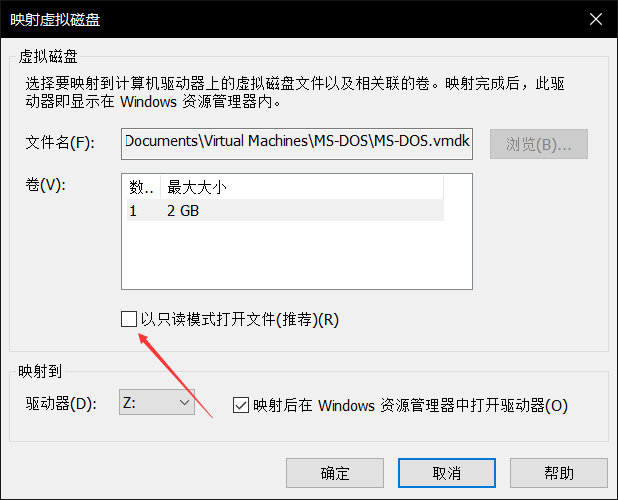 映射虚拟磁盘
虚拟磁盘
选择要映射到计算机驱动器上的虚拟磁盘文件以及相关联的卷。映射完成后，此驱
动器即显示在 Windows 资源管理器内。
文件名(F): Documents\Virtual Machines\MS-DOS\MS-DOS.vmdk 浏览(B)...
卷(V): 数.. 最大大小
1 2 GB
以只读模式打开文件(推荐)(R)
映射到
驱动器(D): Z: 映射后在 Windows 资源管理器中打开驱动器(O)
确定 取消 帮助